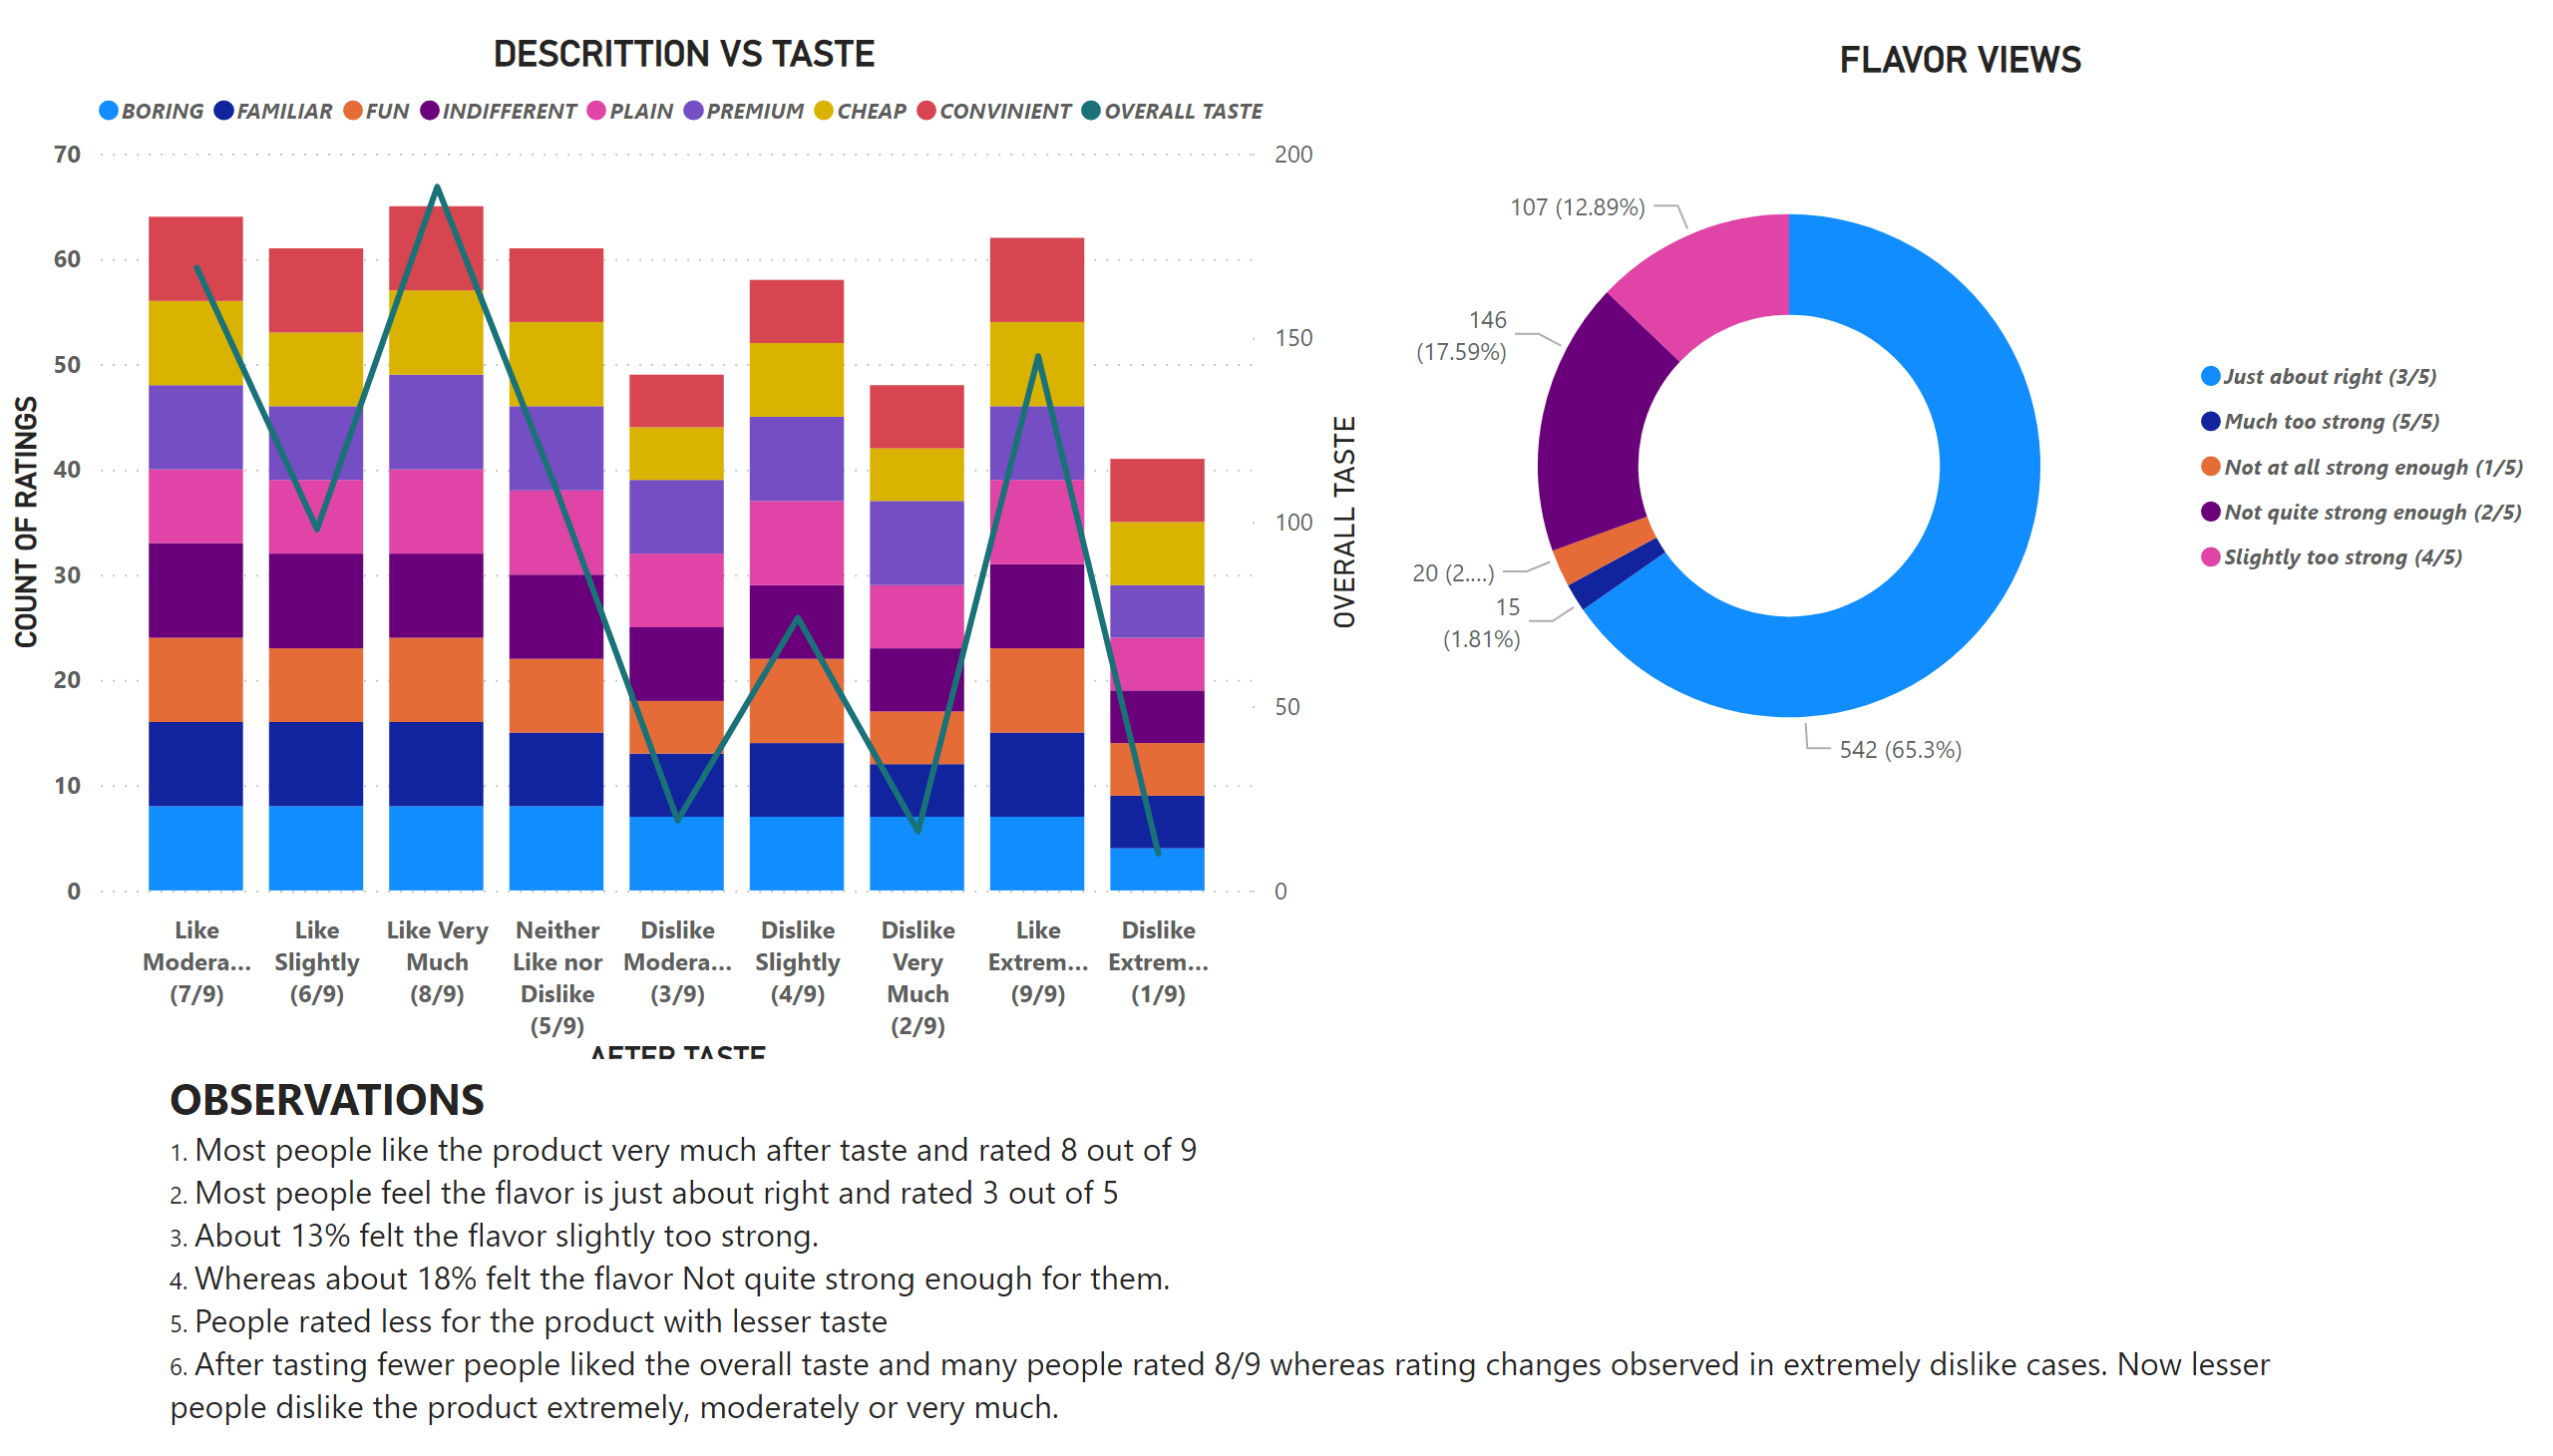 DESCRITTION VS TASTE
BORING FAMILIAR FUN INDIFFERENT PLAIN PREMIUM CHEAP CONVINIENT OVERALL TASTE
COUNT OF RATINGS
70
60
50
40
30
20
10
0
200
150
100
50
0
OVERALL TASTE
Like
Modera...
(7/9)
Like
Slightly
(6/9)
Like Very
Much
(8/9)
Neither
Like nor
Dislike
(5/9)
Dislike
Modera...
(3/9)
Dislike
Slightly
(4/9)
Dislike
Very
Much
(2/9)
Like
Extrem...
(9/9)
Dislike
Extrem...
(1/9)
AFTER TASTE
FLAVOR VIEWS
107 (12.89%)
146
(17.59%)
20 (2....)
15
(1.81%)
542 (65.3%)
Just about right (3/5)
Much too strong (5/5)
Not at all strong enough (1/5)
Not quite strong enough (2/5)
Slightly too strong (4/5)
OBSERVATIONS
1. Most people like the product very much after taste and rated 8 out of 9
2. Most people feel the flavor is just about right and rated 3 out of 5
3. About 13% felt the flavor slightly too strong.
4. Whereas about 18% felt the flavor Not quite strong enough for them.
5. People rated less for the product with lesser taste
6. After tasting fewer people liked the overall taste and many people rated 8/9 whereas rating changes observed in extremely dislike cases. Now lesser
people dislike the product extremely, moderately or very much.